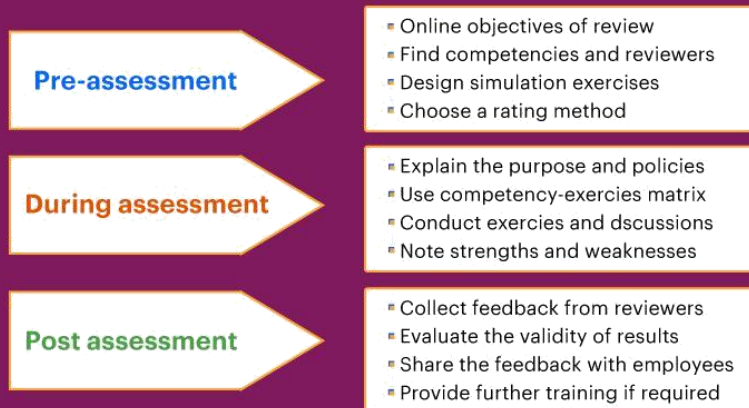 Pre-assessment
Online objectives of review
Find competencies and reviewers
Design simulation exercises
Choose a rating method
During assessment
Explain the purpose and policies
Use competency-exercies matrix
Conduct exercies and dscussions
Note strengths and weaknesses
Post assessment
Collect feedback from reviewers
Evaluate the validity of results
Share the feedback with employees
Provide further training if required